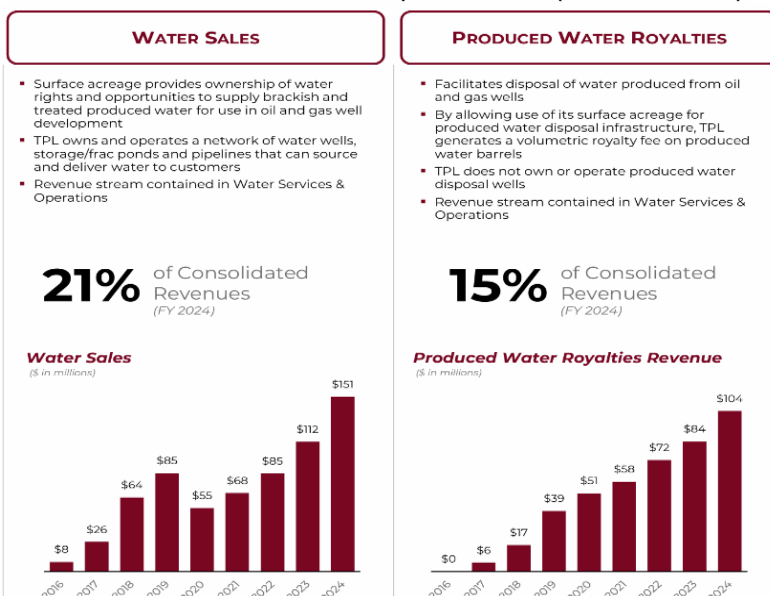 WATER SALES
▪ Surface acreage provides ownership of water
rights and opportunities to supply brackish and
treated produced water for use in oil and gas well
development
▪ TPL owns and operates a network of water wells,
storage/frac ponds and pipelines that can source
and deliver water to customers
▪ Revenue stream contained in Water Services &
Operations
21% of Consolidated
Revenues
(FY 2024)
Water Sales
($ in millions)
$8
$26
$64
$85
$55
$68
$85
$112
$151
2016
2017
2018
2019
2020
2021
2022
2023
2024
PRODUCED WATER ROYALTIES
▪ Facilitates disposal of water produced from oil
and gas wells
▪ By allowing use of its surface acreage for
produced water disposal infrastructure, TPL
generates a volumetric royalty fee on produced
water barrels
▪ TPL does not own or operate produced water
disposal wells
▪ Revenue stream contained in Water Services &
Operations
15% of Consolidated
Revenues
(FY 2024)
Produced Water Royalties Revenue
($ in millions)
$0
$6
$17
$39
$51
$58
$72
$84
$104
2016
2017
2018
2019
2020
2021
2022
2023
2024